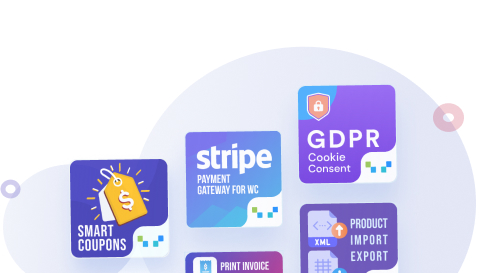 GDPR
Cookie
Consent
stripe
PAYMENT
GATEWAY FOR WC
$
SMART
COUPONS
XML
PRODUCT
IMPORT
EXPORT
PRINT INVOICE